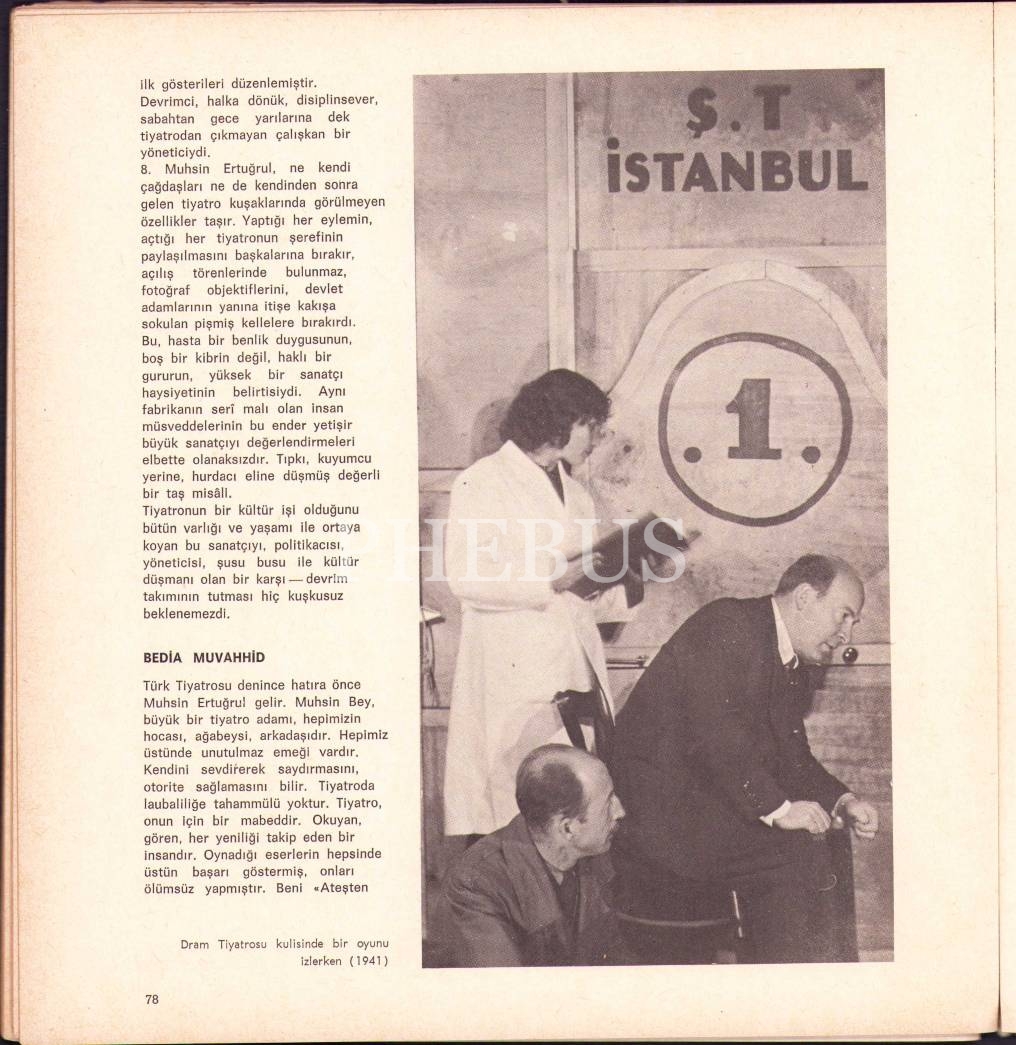 ilk gösterileri düzenlemiştir.
Devrimci, halka dönük, disiplinsever,
sabahtan gece yarılarına dek
tiyatrodan çıkmayan çalışkan bir
yöneticiydi.
8. Muhsin Ertuğrul, ne kendi
çağdaşları ne de kendinden sonra
gelen tiyatro kuşaklarında görülmeyen
özellikler taşır. Yaptığı her eylemin,
açtığı her tiyatronun şerefinin
paylaşılmasını başkalarına bırakır,
açılış törenlerinde bulunmaz,
fotoğraf objektiflerini, devlet
adamlarının yanına itişe kakışa
sokulan pişmiş kellelere bırakırdı.
Bu, hasta bir benlik duygusunun,
boş bir kibrin değil, haklı bir
gururun, yüksek bir sanatçı
haysiyetinin belirtisiydi. Aynı
fabrikanın serî malı olan insan
müsveddelerinin bu ender yetişir
büyük sanatçıyı değerlendirmeleri
elbette olanaksızdır. Tıpkı, kuyumcu
yerine, hurdacı eline düşmüş değerli
bir taş misâli.
Tiyatronun bir kültür işi olduğunu
bütün varlığı ve yaşamı ile ortaya
koyan bu sanatçıyı, politikacısı,
yöneticisi, şusu busu ile kültür
düşmanı olan bir karşı — devrim
takımının tutması hiç kuşkusuz
beklenemezdi.
BEDİA MUVAHHİD
Türk Tiyatrosu denince hatıra önce
Muhsin Ertuğrul gelir. Muhsin Bey,
büyük bir tiyatro adamı, hepimizin
hocası, ağabeysi, arkadaşıdır. Hepimiz
üstünde unutulmaz emeği vardır.
Kendini sevdirerek saydırmasını,
otorite sağlamasını bilir. Tiyatroda
laubaliliğe tahammülü yoktur. Tiyatro,
onun için bir mabeddir. Okuyan,
gören, her yeniliği takip eden bir
insandır. Oynadığı eserlerin hepsinde
üstün başarı göstermiş, onları
ölümsüz yapmıştır. Beni «Ateşten
Dram Tiyatrosu kulisinde bir oyunu
izlerken (1941)
78
Ş.T
İSTANBUL
.1.
PHEBUS